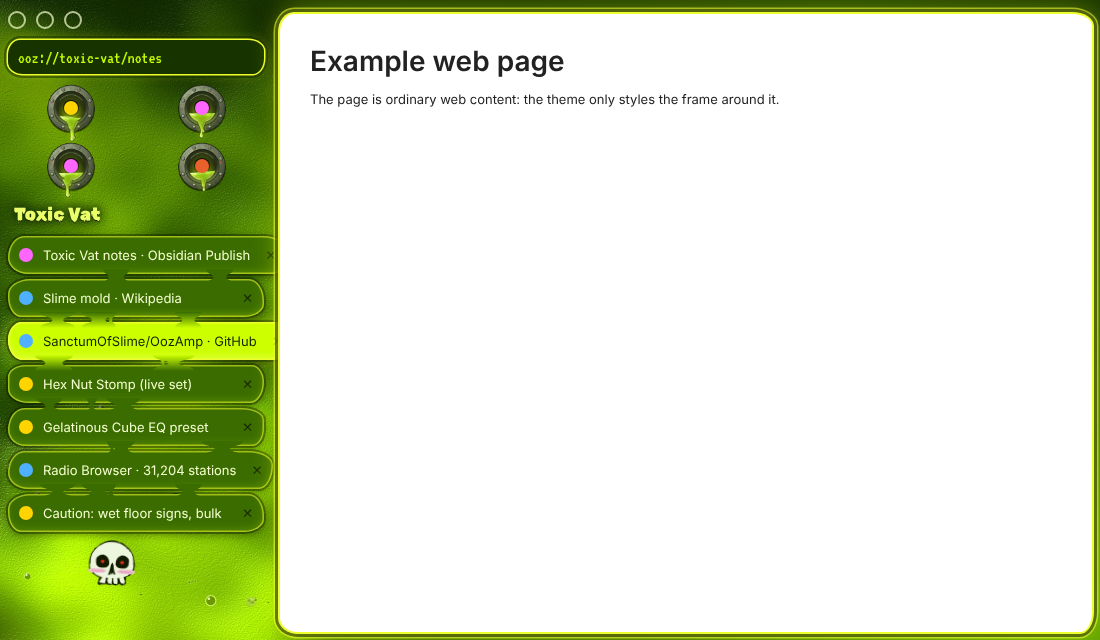 ooz://toxic-vat/notes
Toxic Vat
Toxic Vat notes · Obsidian Publish
Slime mold · Wikipedia
SanctumOfSlime/OozAmp · GitHub
Hex Nut Stomp (live set)
Gelatinous Cube EQ preset
Radio Browser · 31,204 stations
Caution: wet floor signs, bulk
Example web page
The page is ordinary web content: the theme only styles the frame around it.